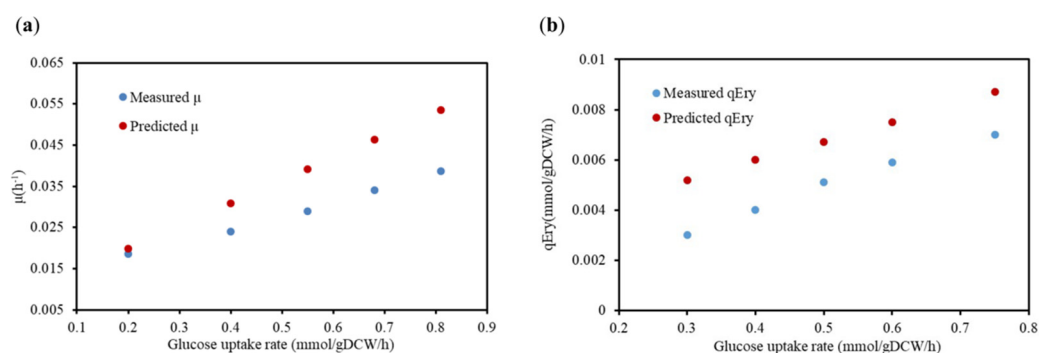 (a)
0.065
0.055
0.045
0.035
0.025
0.015
0.005
μ(h⁻¹)
Measured μ
Predicted μ
0.1 0.2 0.3 0.4 0.5 0.6 0.7 0.8 0.9
Glucose uptake rate (mmol/gDCW/h)
(b)
0.01
0.008
0.006
0.004
0.002
0
qEry(mmol/gDCW/h)
Measured qEry
Predicted qEry
0.2 0.3 0.4 0.5 0.6 0.7 0.8
Glucose uptake rate (mmol/gDCW/h)